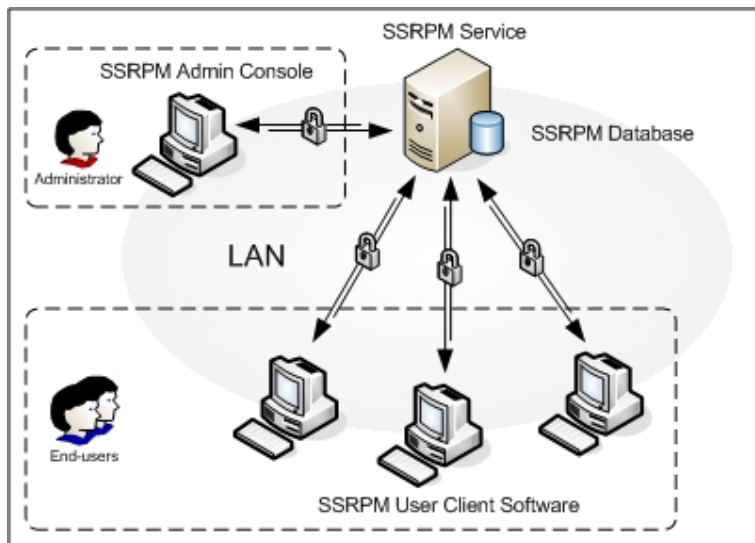 SSRPM Service
SSRPM Admin Console
SSRPM Database
Administrator
LAN
End-users
SSRPM User Client Software